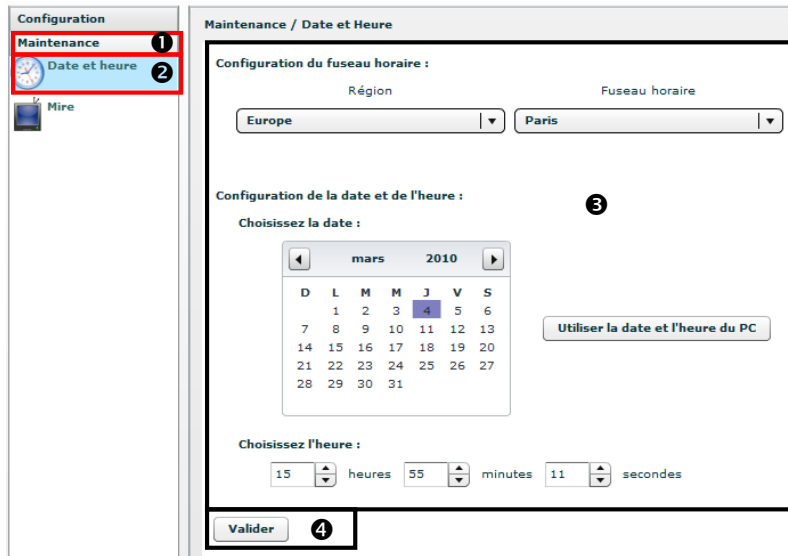 Configuration
Maintenance ❶
Date et heure ❷
Mire
Maintenance / Date et Heure
Configuration du fuseau horaire :
Région Fuseau horaire
Europe Paris
Configuration de la date et de l'heure :
❸
Choisissez la date :
mars 2010
D L M M J V S
1 2 3 4 5 6
7 8 9 10 11 12 13
14 15 16 17 18 19 20
21 22 23 24 25 26 27
28 29 30 31
Utiliser la date et l'heure du PC
Choisissez l'heure :
15 heures 55 minutes 11 secondes
Valider ❹